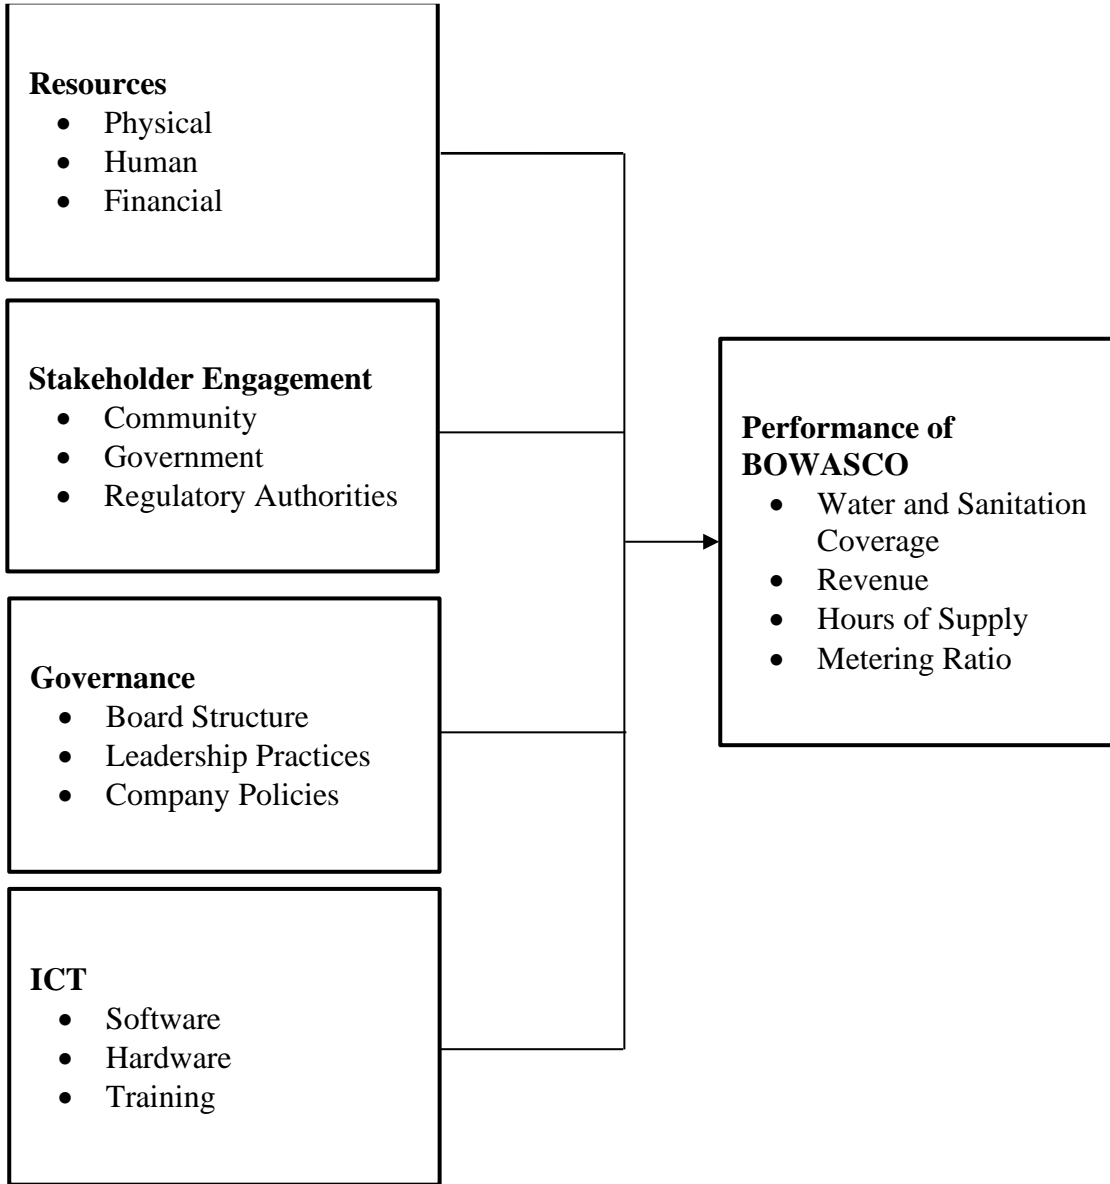 Resources
• Physical
• Human
• Financial
Stakeholder Engagement
• Community
• Government
• Regulatory Authorities
Governance
• Board Structure
• Leadership Practices
• Company Policies
ICT
• Software
• Hardware
• Training
Performance of
BOWASCO
• Water and Sanitation
Coverage
• Revenue
• Hours of Supply
• Metering Ratio